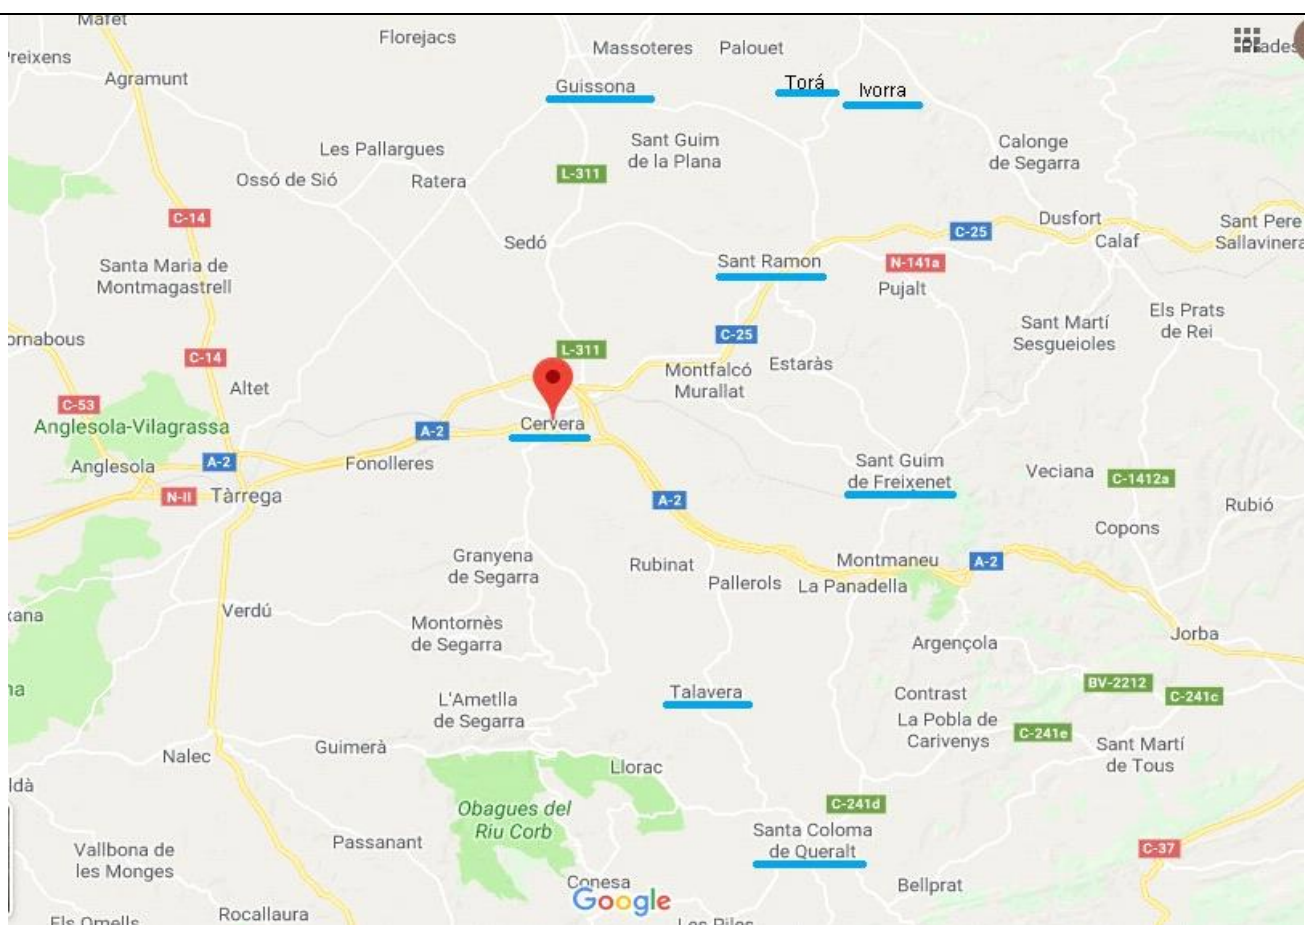 Mafet
Florejacs
Massoteres
Palouet
Preixens
Agramunt
Guissona
Torá
Ivorra
Les Pallargues
Sant Guim
de la Plana
Calonge
de Segarra
Ossó de Sió
Ratera
L-311
C-14
Dusfort
Sant Pere
Sallavinera
C-25
Calaf
Sedó
Santa Maria de
Montmagastrell
Sant Ramon
N-141a
Pujalt
Els Prats
de Rei
Sant Martí
Sesgueioles
ornabous
C-14
L-311
C-25
Montfalcó
Murallat
Estaràs
Altet
C-53
Anglesola-Vilagrassa
A-2
Cervera
Anglesola
A-2
Fonolleres
Sant Guim
de Freixenet
Veciana
C-1412a
N-II
Tàrrega
A-2
Rubió
Copons
Granyena
de Segarra
Rubinat
Pallerols
Montmaneu
A-2
La Panadella
Verdú
Montornès
de Segarra
Argençola
Jorba
L'Ametlla
de Segarra
Talavera
Contrast
BV-2212
C-241c
La Pobla de
Carivenys
C-241e
Sant Martí
de Tous
Nalec
Guimerà
Llorac
Obagues del
Riu Corb
C-241d
Santa Coloma
de Queralt
Vallbona de
les Monges
Passanant
C-37
Conesa
Bellprat
Google
Rocallaura
Els Omells
Les Piles